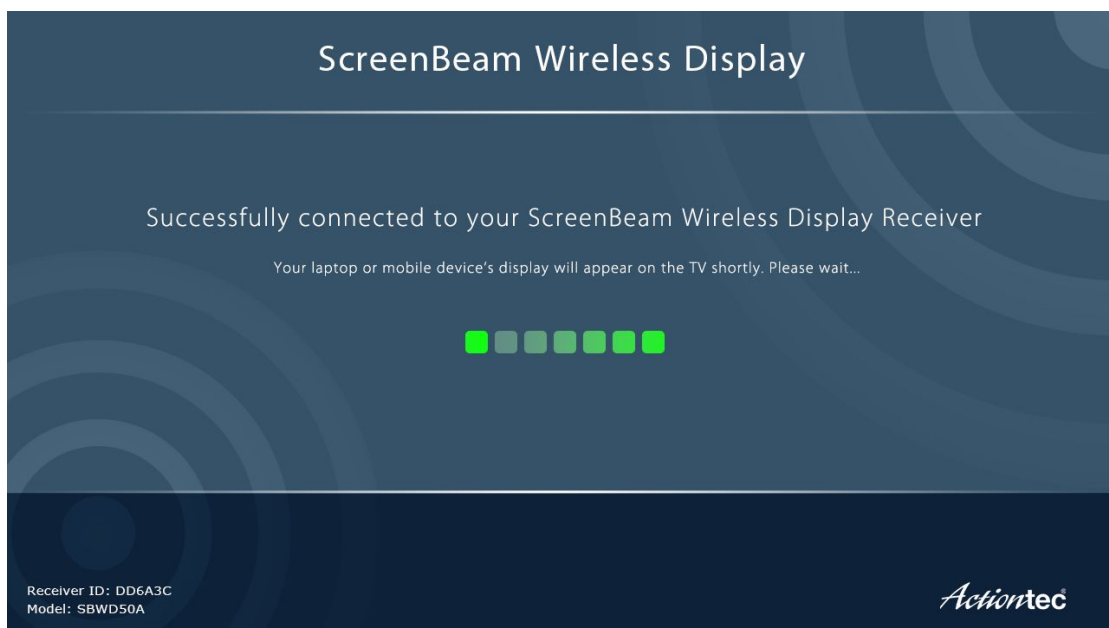 ScreenBeam Wireless Display
Successfully connected to your ScreenBeam Wireless Display Receiver
Your laptop or mobile device's display will appear on the TV shortly. Please wait...
Receiver ID: DD6A3C
Model: SBWD50A
Actiontec®